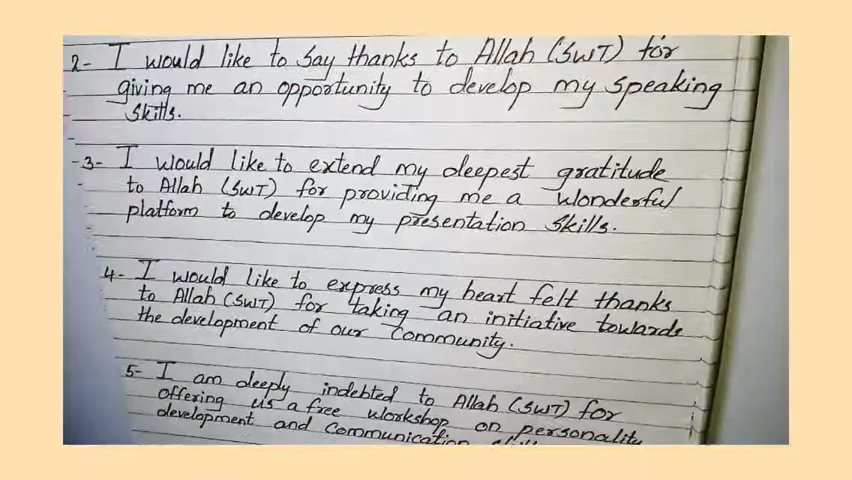 2- I would like to say thanks to Allah (SWT) for
giving me an opportunity to develop my speaking
skills.
-3- I would like to extend my deepest gratitude
to Allah (SWT) for providing me a wonderful
platform to develop my presentation skills.
4- I would like to express my heart felt thanks
to Allah (SWT) for taking an initiative towards
the development of our community.
5- I am deeply indebted to Allah (SWT) for
offering us a free workshop on personality
development and communication